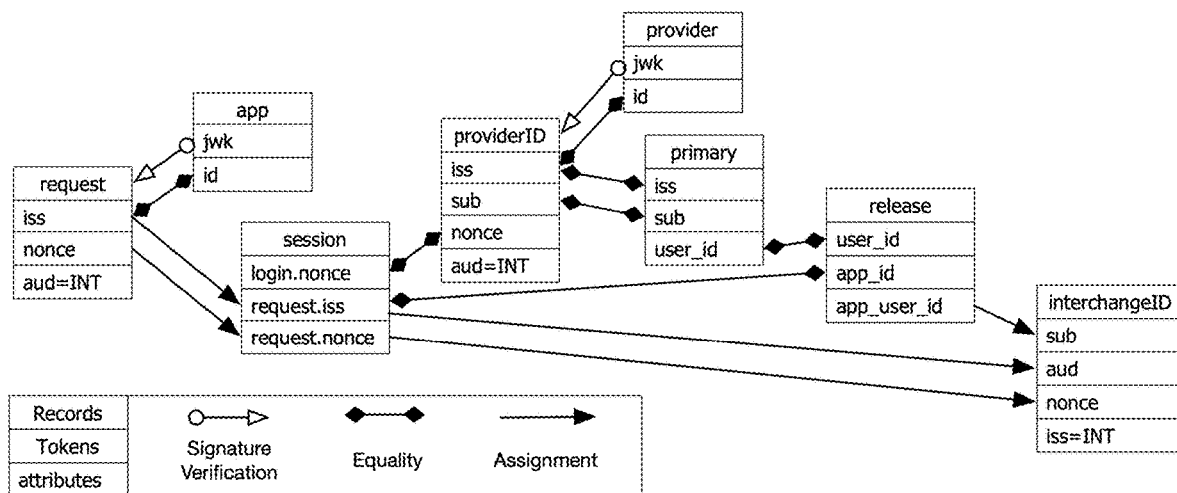 provider
jwk
id
app
jwk
id
providerID
iss
sub
nonce
aud=INT
primary
iss
sub
user_id
request
iss
nonce
aud=INT
release
user_id
app_id
app_user_id
session
login.nonce
request.iss
request.nonce
interchangeID
sub
aud
nonce
iss=INT
Records
Tokens
attributes
Signature
Verification
Equality
Assignment